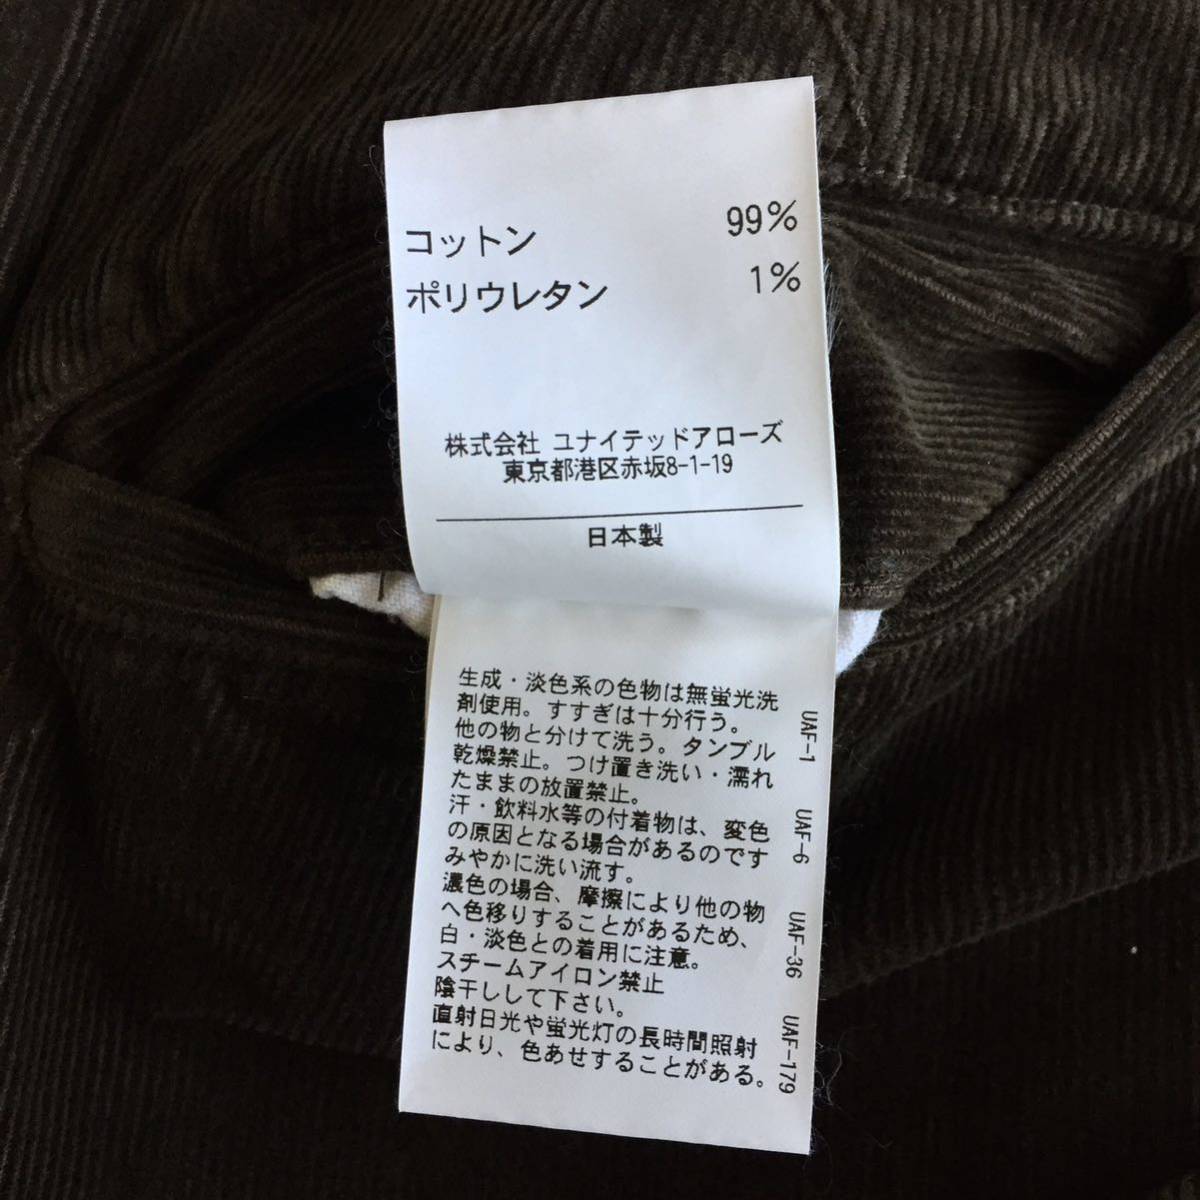 コットン 99%
ポリウレタン 1%
株式会社 ユナイテッドアローズ
東京都港区赤坂8-1-19
日本製
生成・淡色系の色物は無蛍光洗
剤使用。すすぎは十分行う。
他の物と分けて洗う。タンブル
乾燥禁止。つけ置き洗い・濡れ
たままの放置禁止。
汗・飲料水等の付着物は、変色
の原因となる場合があるのです
みやかに洗い流す。
濃色の場合、摩擦により他の物
へ色移りすることがあるため、
白・淡色との着用に注意。
スチームアイロン禁止
陰干しして下さい。
直射日光や蛍光灯の長時間照射
により、色あせすることがある。
UAF-1
UAF-6
UAF-36
UAF-179